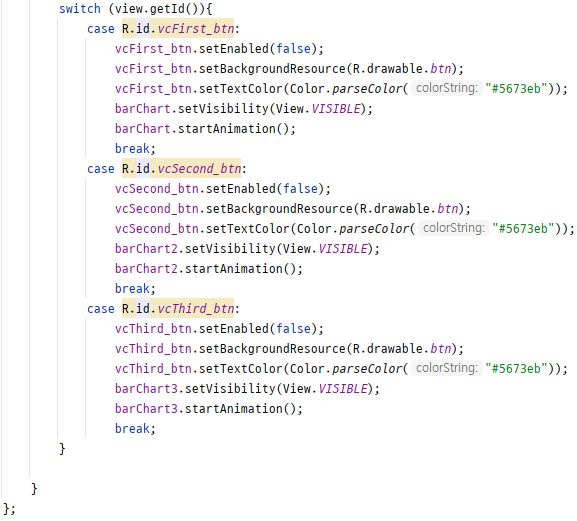 switch (view.getId()){
case R.id.vcFirst_btn:
vcFirst_btn.setEnabled(false);
vcFirst_btn.setBackgroundResource(R.drawable.btn);
vcFirst_btn.setTextColor(Color.parseColor( colorString: "#5673eb"));
barChart.setVisibility(View.VISIBLE);
barChart.startAnimation();
break;
case R.id.vcSecond_btn:
vcSecond_btn.setEnabled(false);
vcSecond_btn.setBackgroundResource(R.drawable.btn);
vcSecond_btn.setTextColor(Color.parseColor( colorString: "#5673eb"));
barChart2.setVisibility(View.VISIBLE);
barChart2.startAnimation();
break;
case R.id.vcThird_btn:
vcThird_btn.setEnabled(false);
vcThird_btn.setBackgroundResource(R.drawable.btn);
vcThird_btn.setTextColor(Color.parseColor( colorString: "#5673eb"));
barChart3.setVisibility(View.VISIBLE);
barChart3.startAnimation();
break;
}
}
};